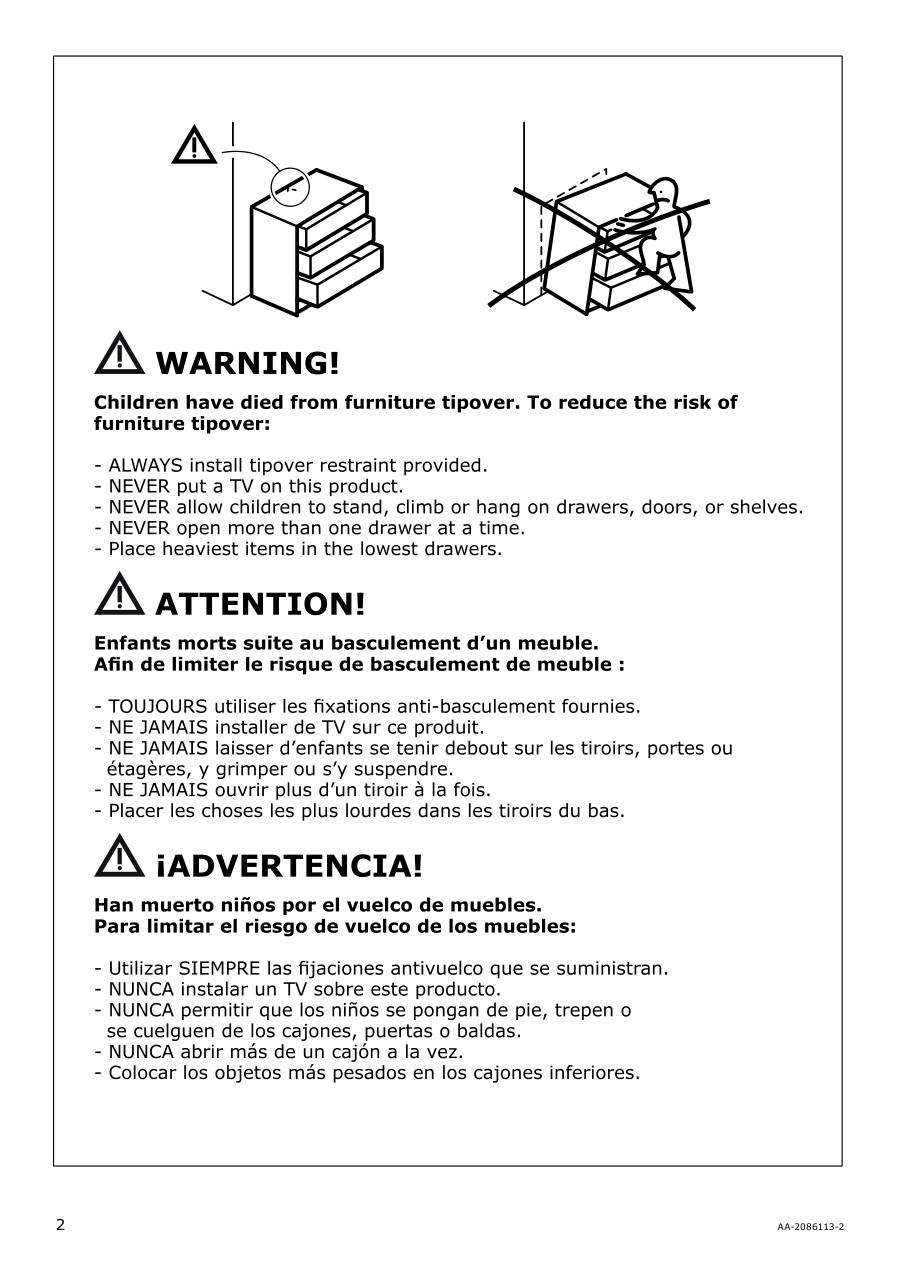 WARNING!
Children have died from furniture tipover. To reduce the risk of
furniture tipover:
- ALWAYS install tipover restraint provided.
- NEVER put a TV on this product.
- NEVER allow children to stand, climb or hang on drawers, doors, or shelves.
- NEVER open more than one drawer at a time.
- Place heaviest items in the lowest drawers.
ATTENTION!
Enfants morts suite au basculement d’un meuble.
Afin de limiter le risque de basculement de meuble :
- TOUJOURS utiliser les fixations anti-basculement fournies.
- NE JAMAIS installer de TV sur ce produit.
- NE JAMAIS laisser d’enfants se tenir debout sur les tiroirs, portes ou
étagères, y grimper ou s’y suspendre.
- NE JAMAIS ouvrir plus d’un tiroir à la fois.
- Placer les choses les plus lourdes dans les tiroirs du bas.
¡ADVERTENCIA!
Han muerto niños por el vuelco de muebles.
Para limitar el riesgo de vuelco de los muebles:
- Utilizar SIEMPRE las fijaciones antivuelco que se suministran.
- NUNCA instalar un TV sobre este producto.
- NUNCA permitir que los niños se pongan de pie, trepen o
se cuelguen de los cajones, puertas o baldas.
- NUNCA abrir más de un cajón a la vez.
- Colocar los objetos más pesados en los cajones inferiores.
2
AA-2086113-2